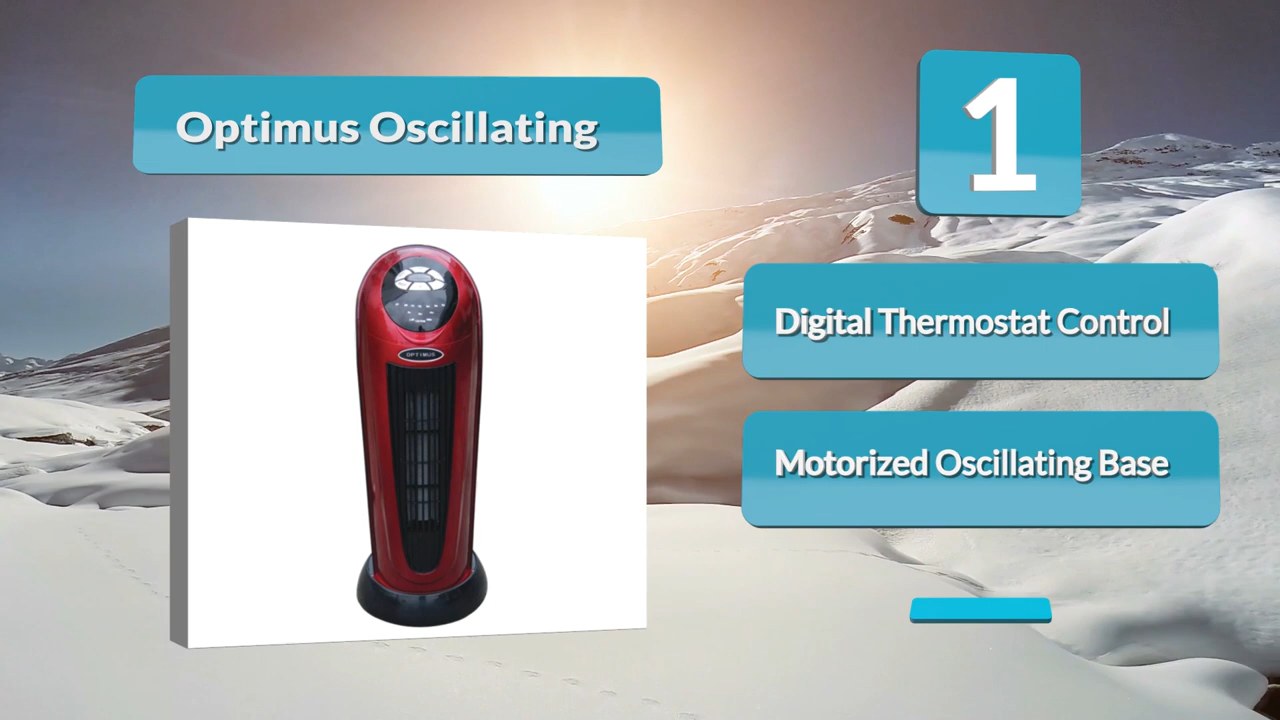 Optimus Oscillating
1
OPTIMUS
Digital Thermostat Control
Motorized Oscillating Base